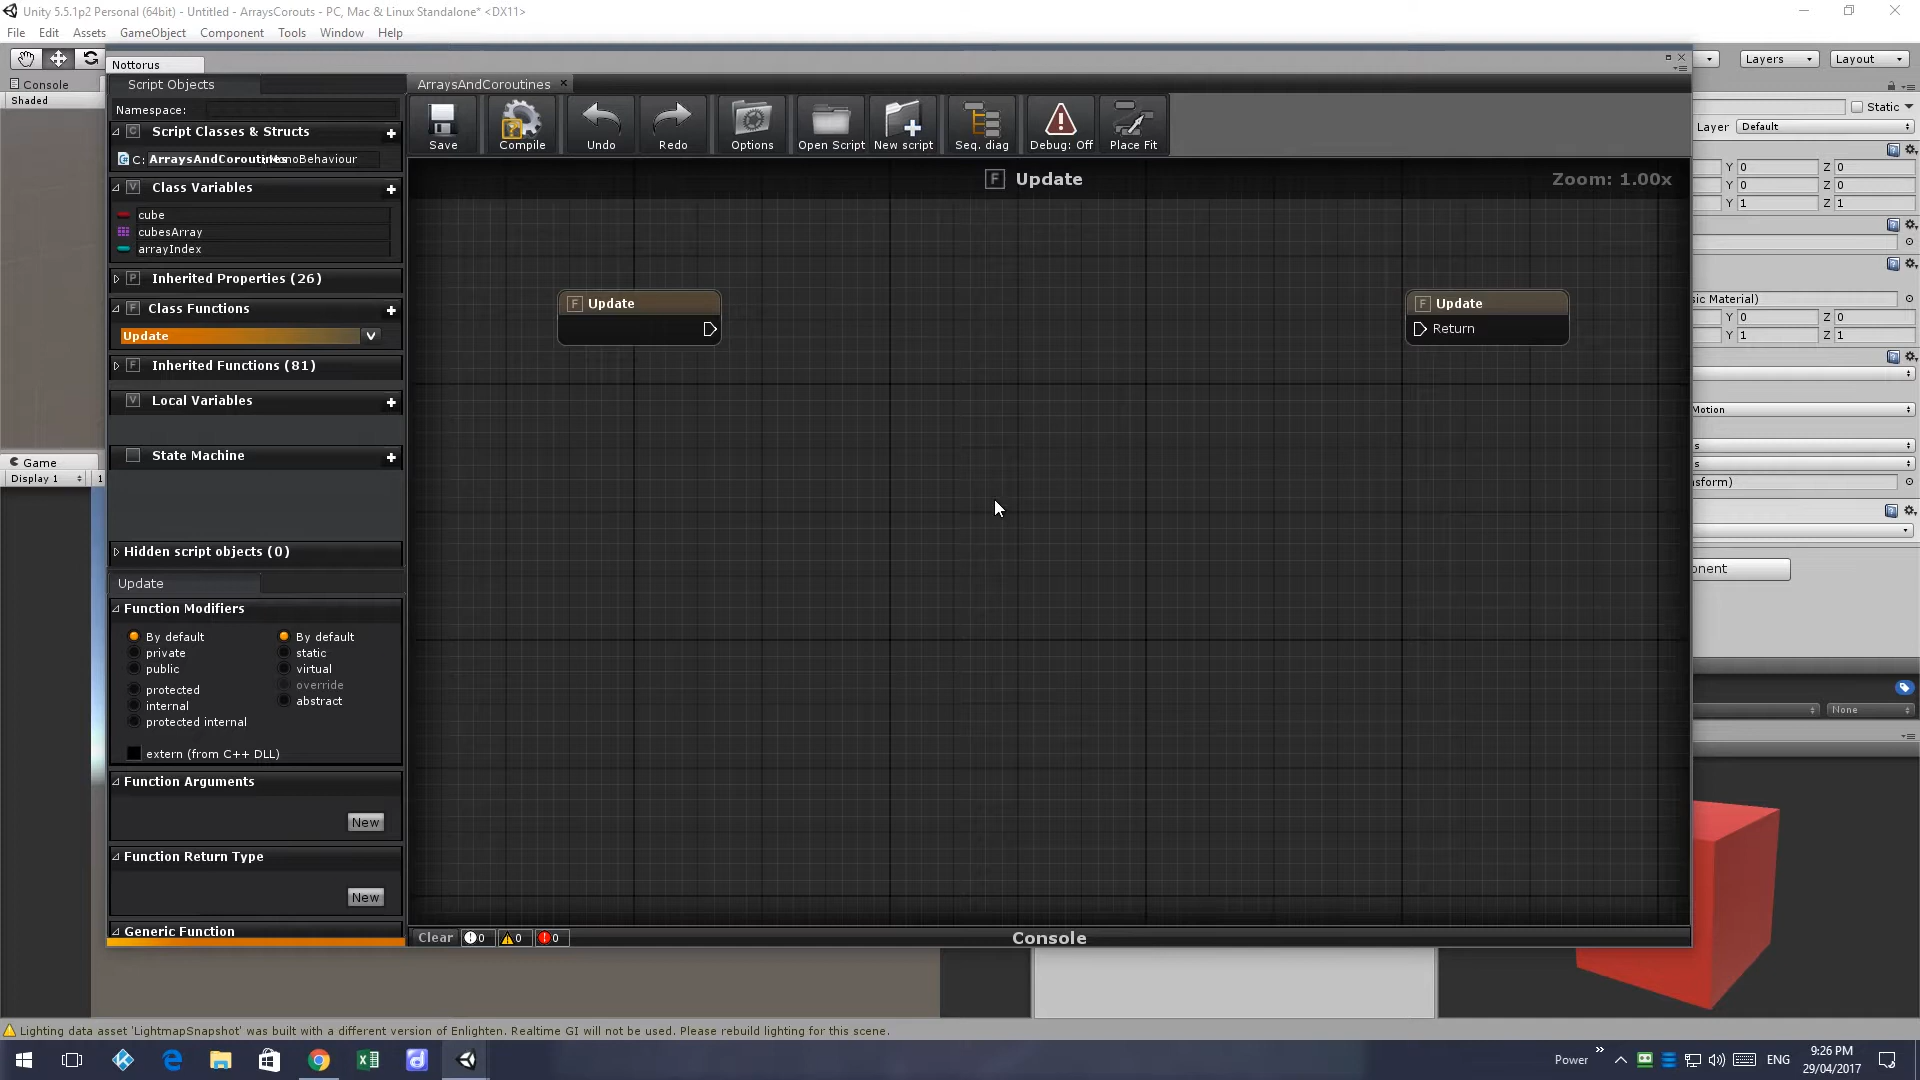 Unity 5.5.1p2 Personal (64bit) - Untitled - ArraysCorouts - PC, Mac & Linux Standalone* <DX11>
File Edit Assets GameObject Component Tools Window Help
Nottorus
Layers Layout
Console
Shaded
Script Objects
ArraysAndCoroutines
Static
Namespace:
Layer Default
Script Classes & Structs
Save Compile Undo Redo Options Open Script New script Seq. diag Debug: Off Place Fit
C: ArraysAndCoroutines
MonoBehaviour
Class Variables
F Update
Zoom: 1.00x
Y 0 Z 0
Y 0 Z 0
Y 1 Z 1
cube
cubesArray
arrayIndex
Inherited Properties (26)
Class Functions
Update
F Update
F Update
Return
sic Material)
Y 0 Z 0
Y 1 Z 1
Inherited Functions (81)
Local Variables
Motion
State Machine
Game
Display 1 1
s
s
sform)
Hidden script objects (0)
onent
Update
Function Modifiers
By default By default
private static
public virtual
protected override
internal abstract
protected internal
extern (from C++ DLL)
None
Function Arguments
New
Function Return Type
New
Generic Function
Clear 0 0 0
Console
Lighting data asset 'LightmapSnapshot' was built with a different version of Enlighten. Realtime GI will not be used. Please rebuild lighting for this scene.
Power » ENG 9:26 PM
29/04/2017